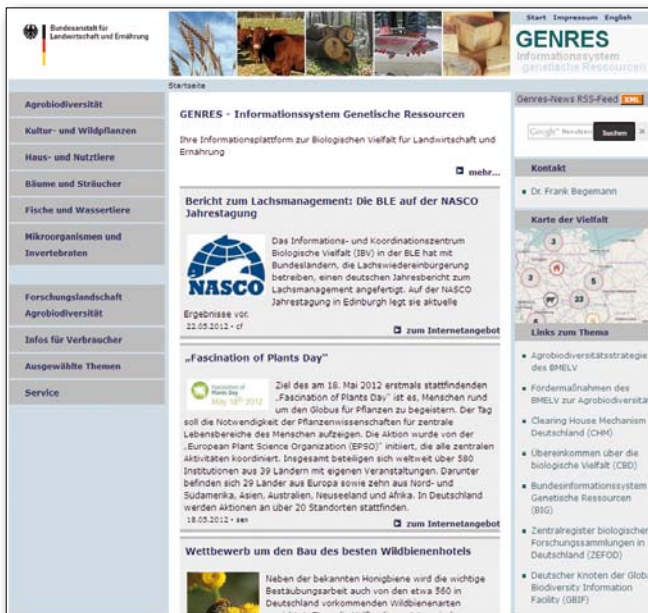 Bundesanstalt für
Landwirtschaft und Ernährung
Start Impressum English
GENRES
Informationssystem
genetische Ressourcen
Startseite
Agrobiodiversität
Kultur- und Wildpflanzen
Haus- und Nutztiere
Bäume und Sträucher
Fische und Wassertiere
Mikroorganismen und
Invertebraten
Forschungslandschaft
Agrobiodiversität
Infos für Verbraucher
Ausgewählte Themen
Service
GENRES - Informationssystem Genetische Ressourcen
Ihre Informationsplattform zur Biologischen Vielfalt für Landwirtschaft und
Ernährung
mehr...
Bericht zum Lachsmanagement: Die BLE auf der NASCO
Jahrestagung
NASCO
Das Informations- und Koordinationszentrum
Biologische Vielfalt (IBV) in der BLE hat mit
Bundesländern, die Lachswiedereinbürgerung
betreiben, einen deutschen Jahresbericht zum
Lachsmanagement angefertigt. Auf der NASCO
Jahrestagung in Edinburgh legt sie aktuelle
Ergebnisse vor.
22.05.2012 - cf
zum Internetangebot
„Fascination of Plants Day"
Fascination of
Plants Day
May 18th 2012
Ziel des am 18. Mai 2012 erstmals stattfindenden
„Fascination of Plants Day" ist es, Menschen rund
um den Globus für Pflanzen zu begeistern. Der Tag
soll die Notwendigkeit der Pflanzenwissenschaften für zentrale
Lebensbereiche des Menschen aufzeigen. Die Aktion wurde von der
„European Plant Science Organization (EPSO)" initiiert, die alle zentralen
Aktivitäten koordiniert. Insgesamt beteiligen sich weltweit über 580
Institutionen aus 39 Ländern mit eigenen Veranstaltungen. Darunter
befinden sich 29 Länder aus Europa sowie zehn aus Nord- und
Südamerika, Asien, Australien, Neuseeland und Afrika. In Deutschland
werden Aktionen an über 20 Standorten stattfinden.
18.05.2012 - sen
zum Internetangebot
Wettbewerb um den Bau des besten Wildbienenhotels
Neben der bekannten Honigbiene wird die wichtige
Bestäubungsarbeit auch von den etwa 560 in
Deutschland vorkommenden Wildbienenarten
Genres-News RSS-Feed XML
Google™ Suchen
Kontakt
Dr. Frank Begemann
Karte der Vielfalt
3
3
5
23
Links zum Thema
Agrobiodiversitätsstrategie
des BMELV
Fördermaßnahmen des
BMELV zur Agrobiodiversitä
Clearing House Mechanism
Deutschland (CHM)
Übereinkommen über die
biologische Vielfalt (CBD)
Bundesinformationssystem
Genetische Ressourcen
(BIG)
Zentralregister biologischer
Forschungssammlungen in
Deutschland (ZEFOD)
Deutscher Knoten der Globa
Biodiversity Information
Facility (GBIF)